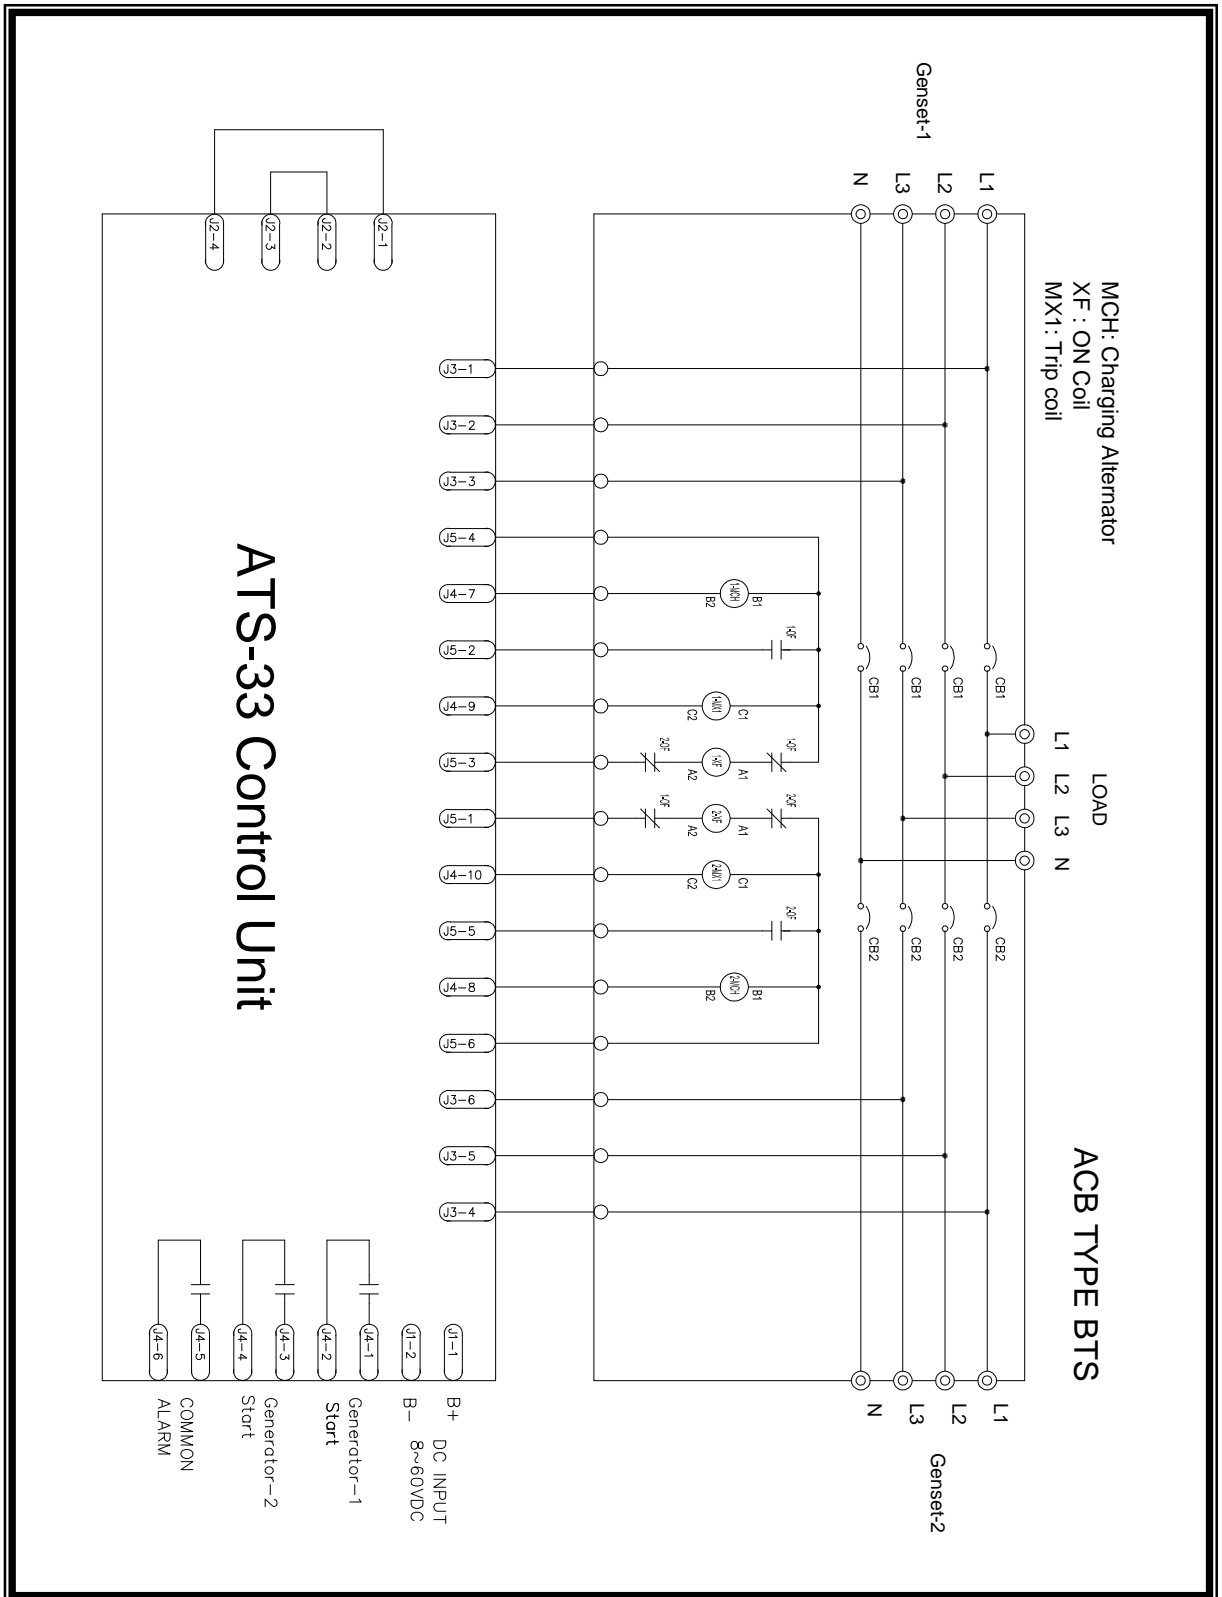 MCH: Charging Alternator
XF : ON Coil
MX1: Trip coil
ACB TYPE BTS
LOAD
L1 L2 L3 N
Genset-1
L1
L2
L3
N
Genset-2
L1
L2
L3
N
CB1
CB1
CB1
CB1
CB2
CB2
CB2
CB2
1-OF
1-OF
2-OF
2-OF
B1
1-MCH
B2
C1
1-MX1
C2
A1
1-XF
A2
2-OF
A1
2-XF
A2
1-OF
C1
2-MX1
C2
B1
2-MCH
B2
J3-1
J3-2
J3-3
J5-4
J4-7
J5-2
J4-9
J5-3
J5-1
J4-10
J5-5
J4-8
J5-6
J3-6
J3-5
J3-4
J2-1
J2-2
J2-3
J2-4
ATS-33 Control Unit
J1-1 B+ DC INPUT
J1-2 B- 8~60VDC
J4-1 Generator-1
J4-2 Start
J4-3 Generator-2
J4-4 Start
J4-5 COMMON
J4-6 ALARM